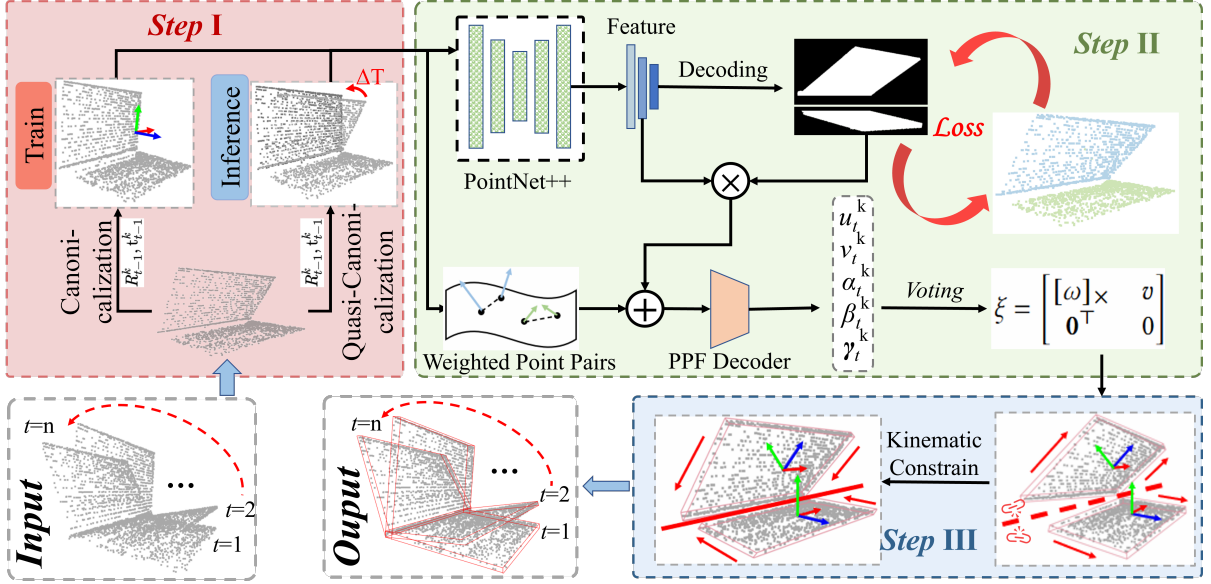 Step I
Train
Inference
ΔT
Canoni-
calization
R^k_{t-1}, t^k_{t-1}
R^k_{t-1}, t^k_{t-1}
Quasi-Canoni-
calization
Step II
PointNet++
Feature
Decoding
Loss
×
Weighted Point Pairs
+
PPF Decoder
u_t^k
v_t^k
α_t^k
β_t^k
γ_t^k
Voting
ξ = [[ω]× v
0^⊤ 0]
Input
t=n
...
t=2
t=1
Ouput
t=n
...
t=2
t=1
Kinematic
Constrain
Step III